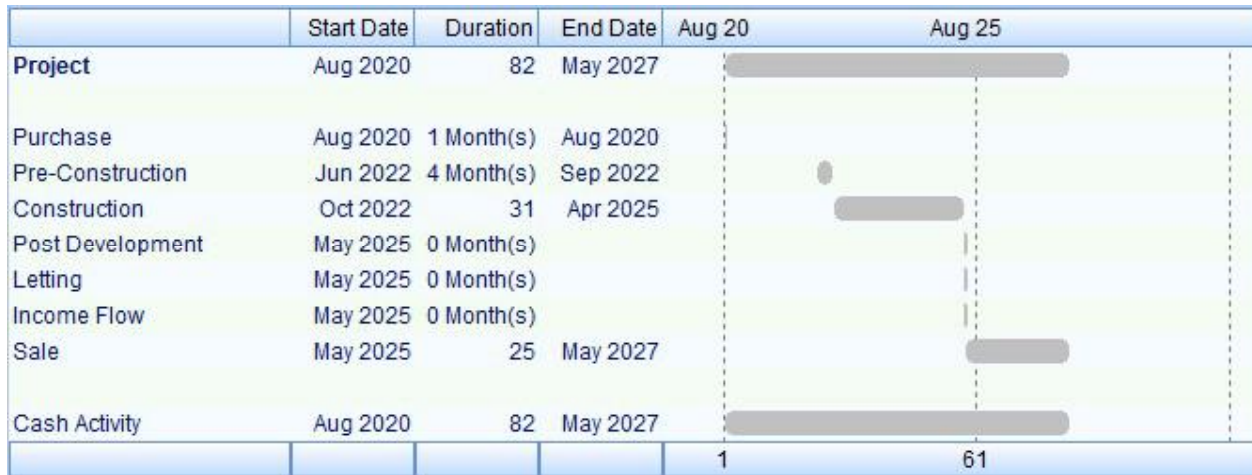 Start Date Duration End Date Aug 20 Aug 25
Project Aug 2020 82 May 2027
Purchase Aug 2020 1 Month(s) Aug 2020
Pre-Construction Jun 2022 4 Month(s) Sep 2022
Construction Oct 2022 31 Apr 2025
Post Development May 2025 0 Month(s)
Letting May 2025 0 Month(s)
Income Flow May 2025 0 Month(s)
Sale May 2025 25 May 2027
Cash Activity Aug 2020 82 May 2027
1 61